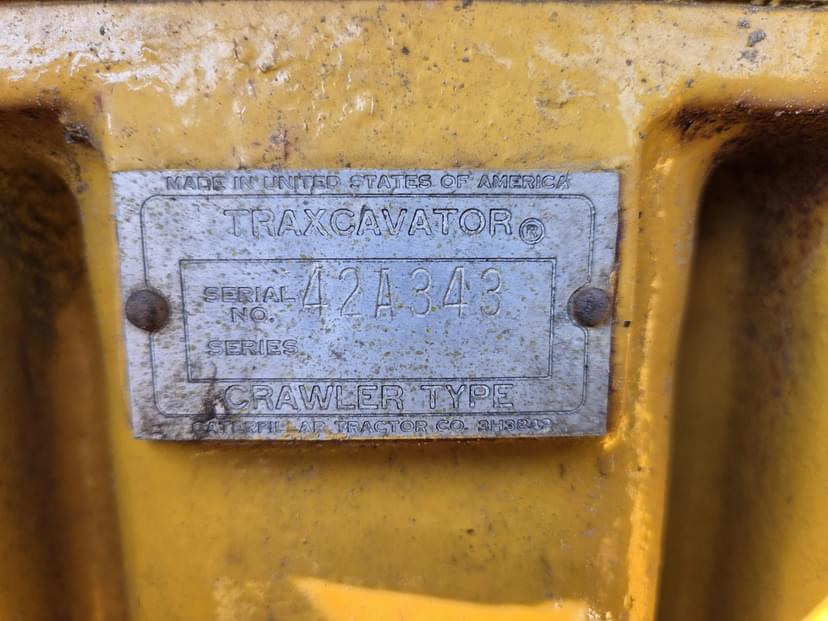 MADE IN UNITED STATES OF AMERICA
TRAXCAVATOR®
SERIAL NO. 42A343
SERIES
CRAWLER TYPE
CATERPILLAR TRACTOR CO.